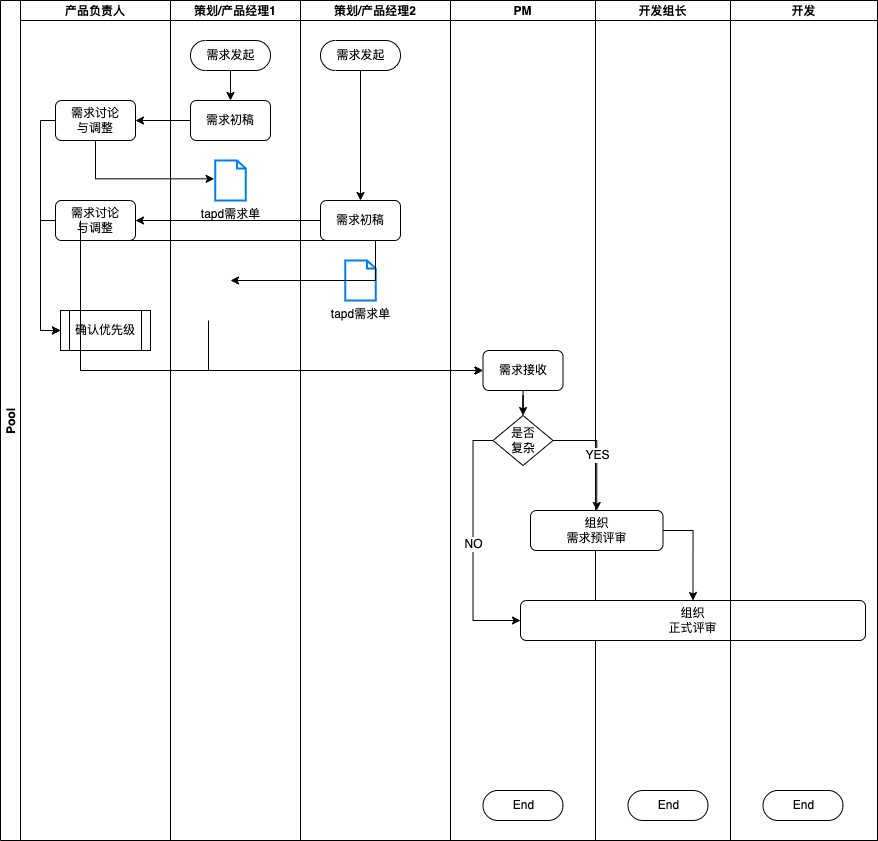 产品负责人
策划/产品经理1
策划/产品经理2
PM
开发组长
开发
需求发起
需求发起
需求讨论
与调整
需求初稿
tapd需求单
需求讨论
与调整
需求初稿
tapd需求单
确认优先级
需求接收
Pool
是否
复杂
YES
组织
需求预评审
NO
组织
正式评审
End
End
End